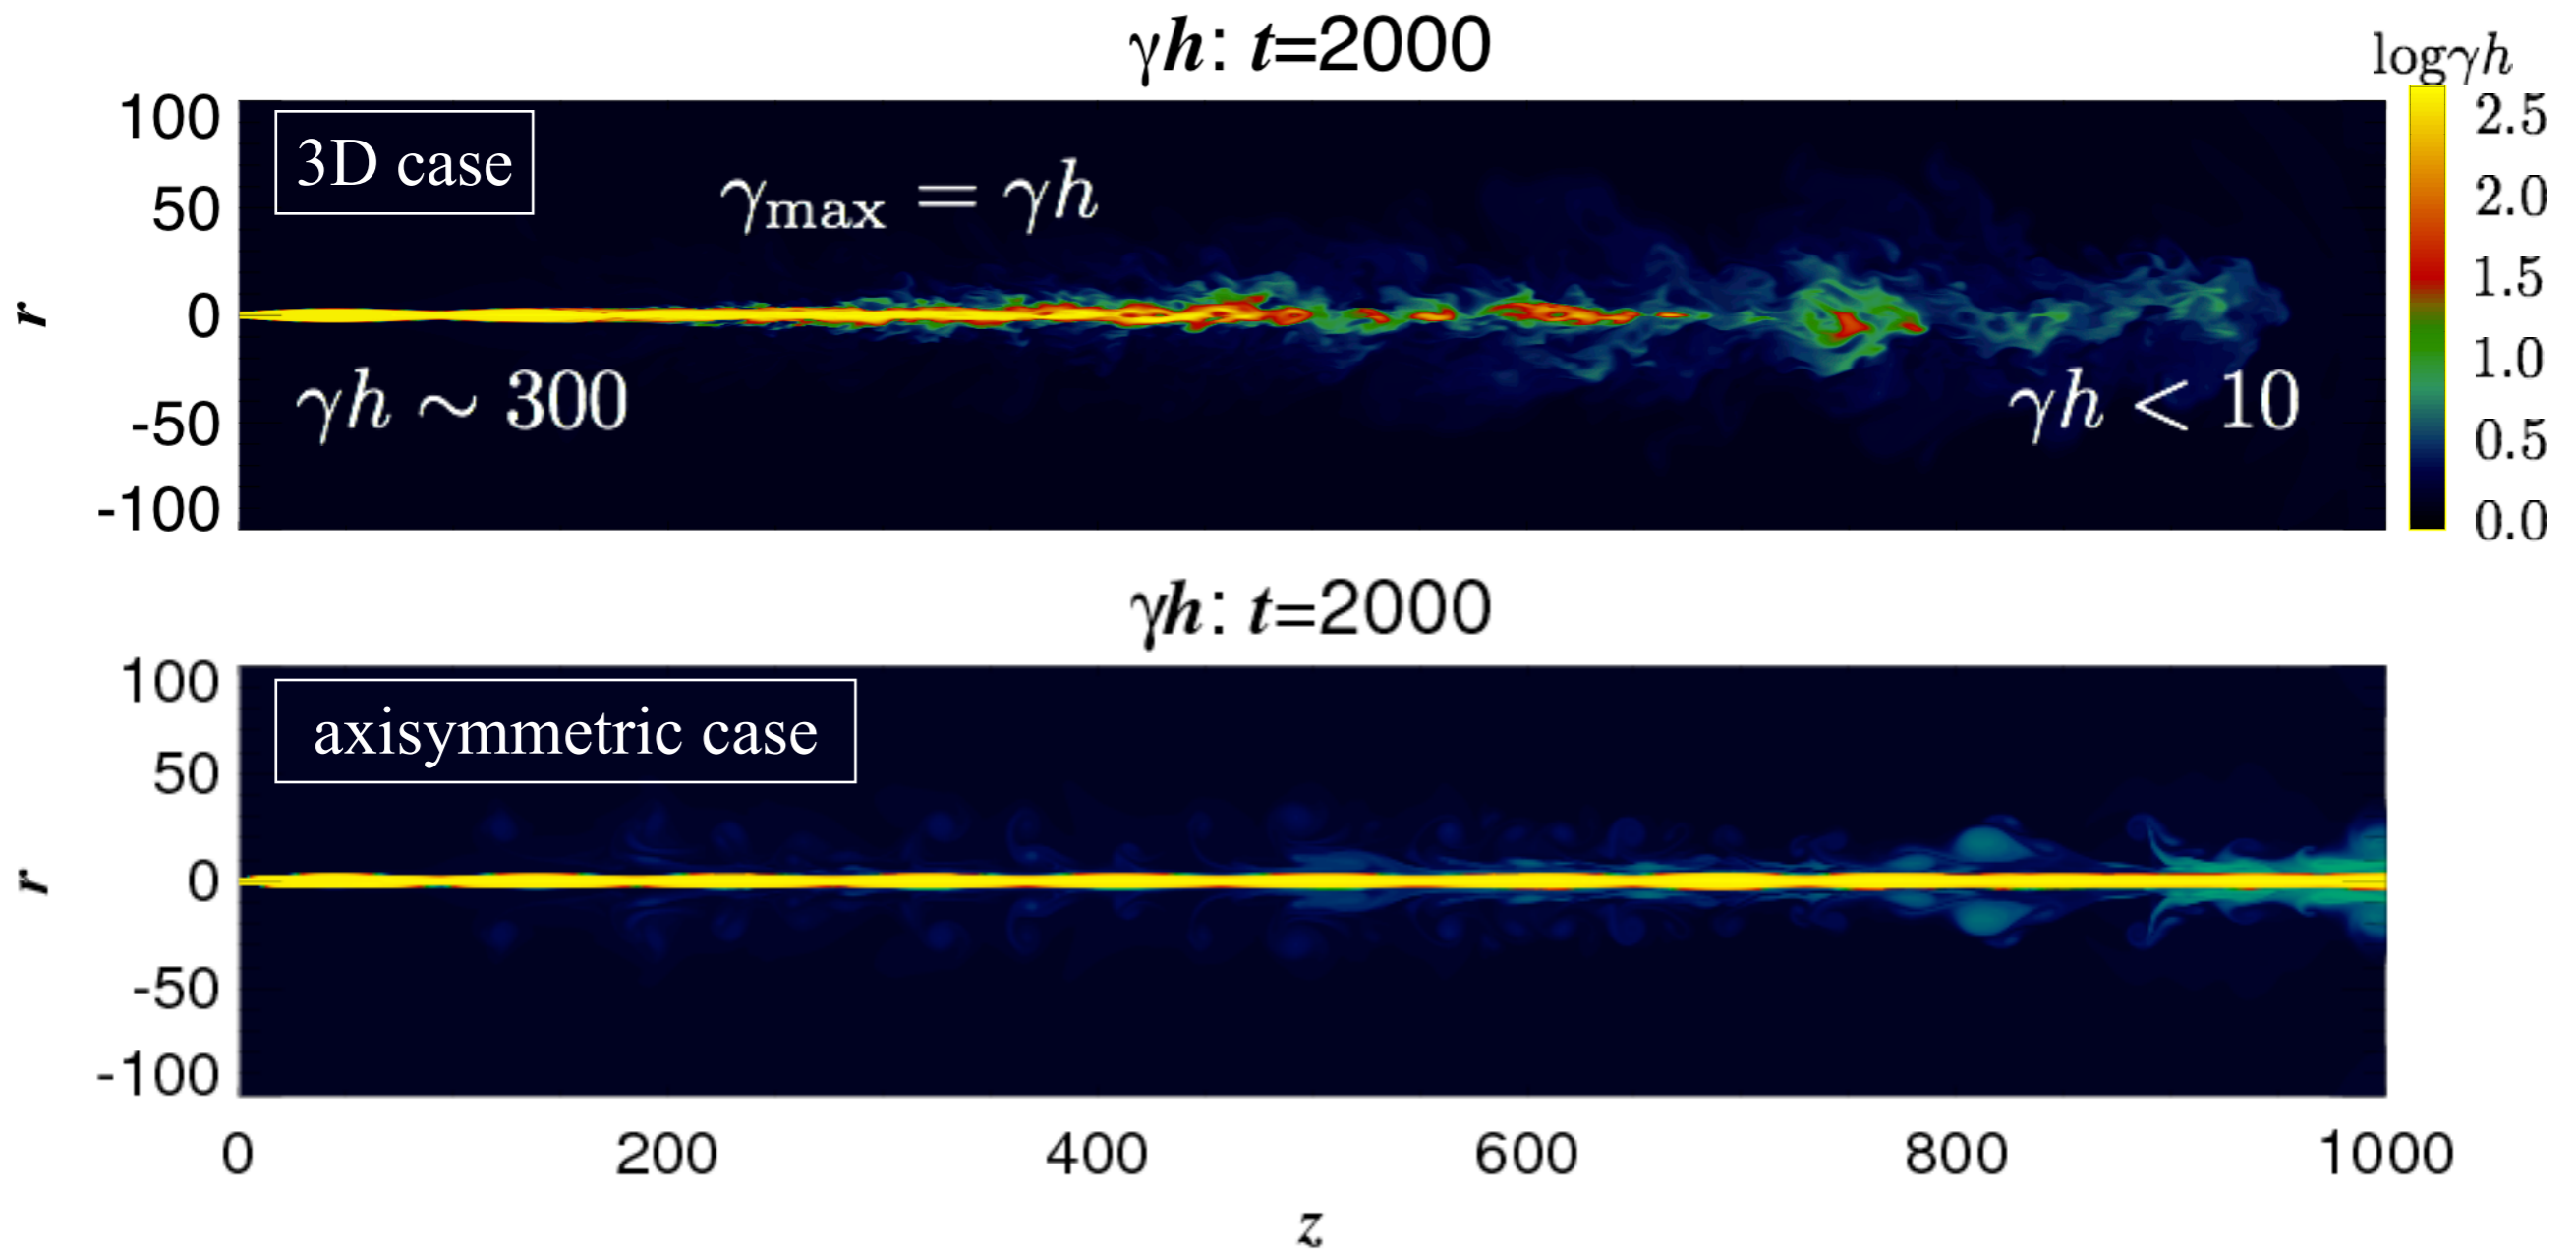 γh: t=2000
logγh
3D case
γmax = γh
γh ~ 300
γh < 10
100
50
0
-50
-100
r
2.5
2.0
1.5
1.0
0.5
0.0
γh: t=2000
axisymmetric case
100
50
0
-50
-100
r
0 200 400 600 800 1000
z